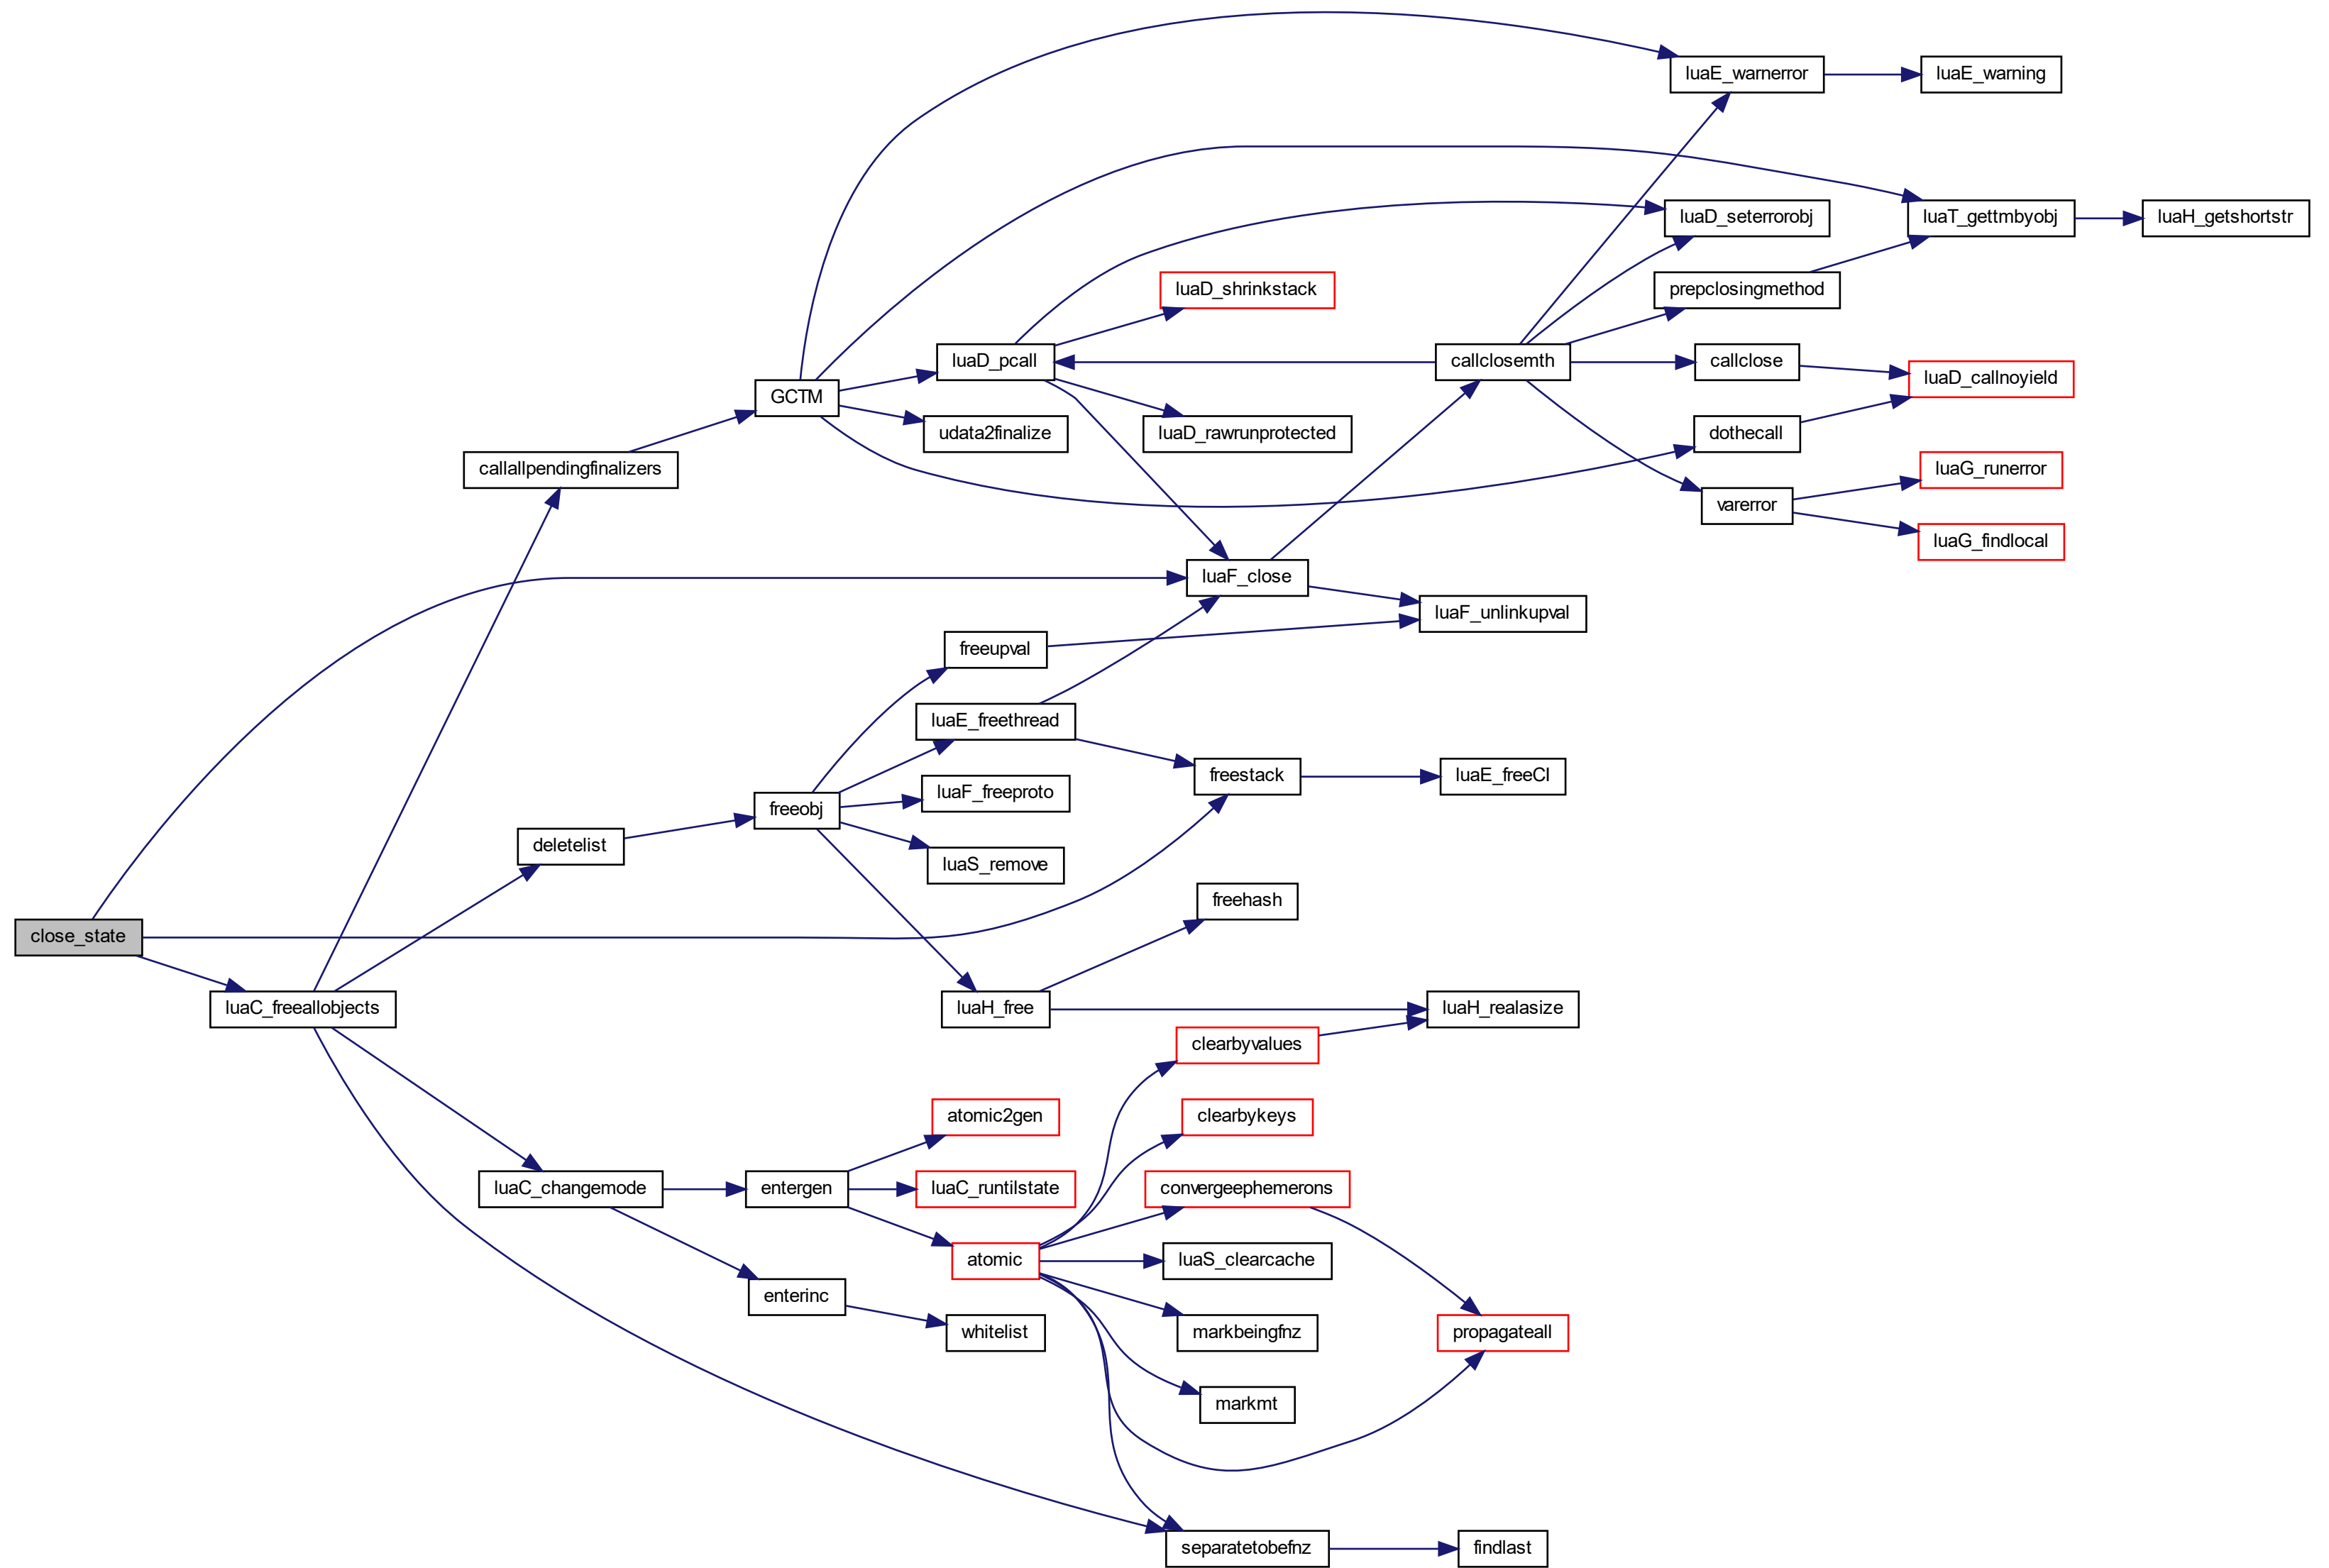 luaE_warnerror
luaE_warning
luaD_seterrorobj
luaT_gettmbyobj
luaH_getshortstr
luaD_shrinkstack
prepclosingmethod
luaD_pcall
callclosemth
callclose
luaD_callnoyield
GCTM
udata2finalize
luaD_rawrunprotected
dothecall
callallpendingfinalizers
luaG_runerror
varerror
luaG_findlocal
luaF_close
luaF_unlinkupval
freeupval
luaE_freethread
freestack
luaE_freeCI
luaF_freeproto
freeobj
deletelist
luaS_remove
freehash
close_state
luaC_freeallobjects
luaH_free
luaH_realasize
clearbyvalues
atomic2gen
clearbykeys
luaC_changemode
entergen
luaC_runtilstate
convergeephemerons
atomic
luaS_clearcache
enterinc
whitelist
markbeingfnz
propagateall
markmt
separatetobefnz
findlast